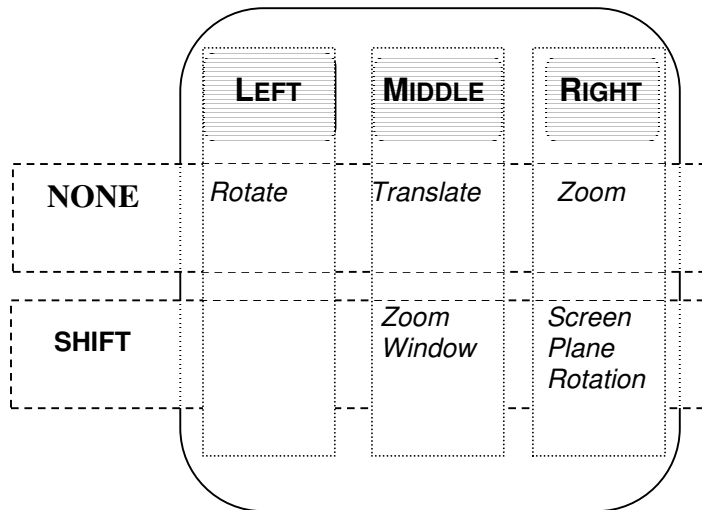 LEFT MIDDLE RIGHT
NONE Rotate Translate Zoom
SHIFT Zoom Window Screen Plane Rotation